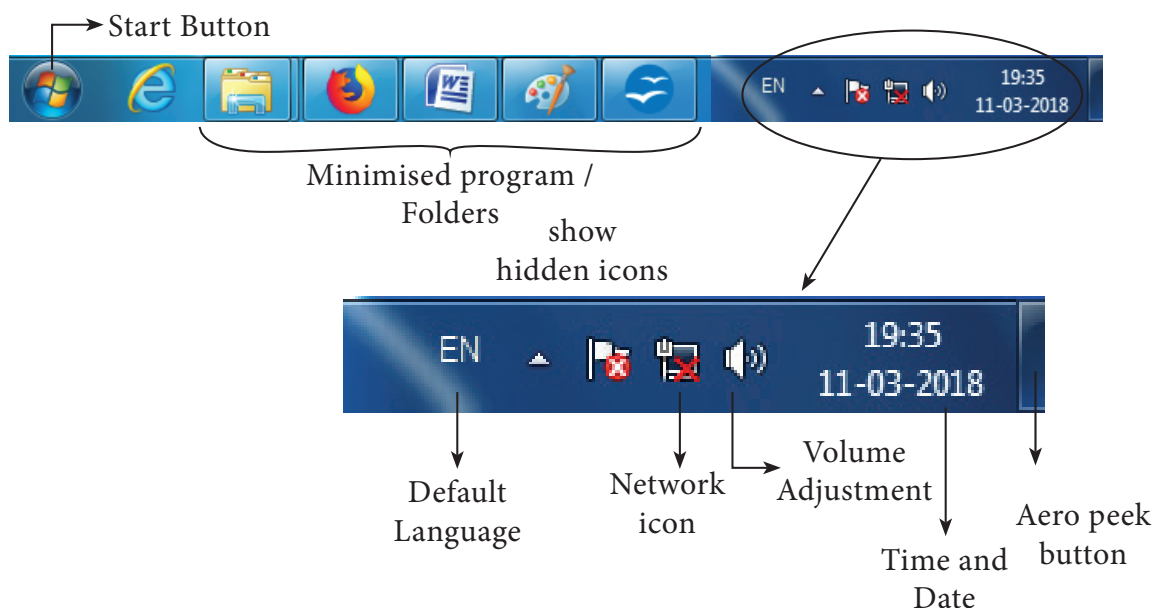 Start Button
EN
19:35
11-03-2018
Minimised program /
Folders
show
hidden icons
EN
19:35
11-03-2018
Default
Language
Network
icon
Volume
Adjustment
Time and
Date
Aero peek
button